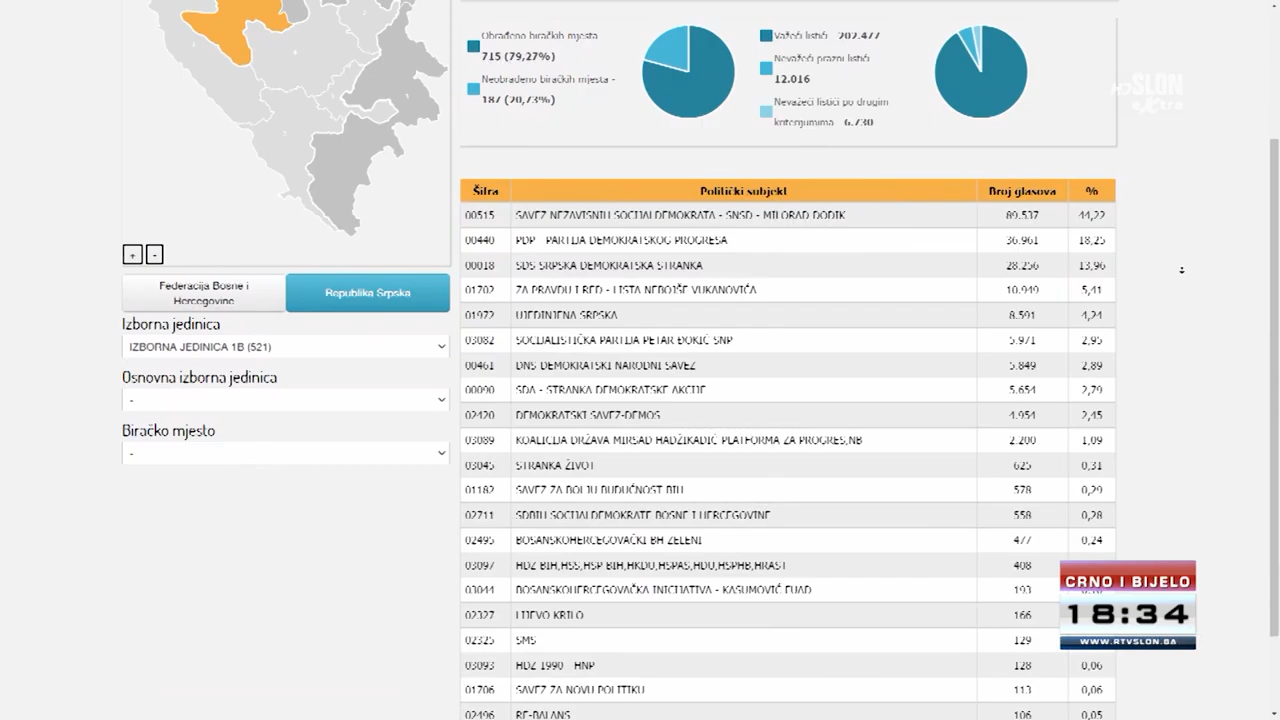 Obrađeno biračkih mjesta
715 (79,27%)
Neobrađeno biračkih mjesta -
187 (20,73%)
Važeći listići 202.477
Nevažeći prazni listići
12.016
Nevažeći listići po drugim
kriterijumima 6.730
SLON
extra
Šifra Politički subjekt Broj glasova %
00515 SAVEZ NEZAVISNIH SOCIJALDEMOKRATA - SNSD - MILORAD DODIK 89.537 44,22
00440 PDP - PARTIJA DEMOKRATSKOG PROGRESA 36.961 18,25
00018 SDS SRPSKA DEMOKRATSKA STRANKA 28.256 13,96
01702 ZA PRAVDU I RED - LISTA NEBOJŠE VUKANOVIĆA 10.949 5,41
01972 UJEDINJENA SRPSKA 8.591 4,24
03082 SOCIJALISTIČKA PARTIJA PETAR ĐOKIĆ SNP 5.971 2,95
00461 DNS DEMOKRATSKI NARODNI SAVEZ 5.849 2,89
00090 SDA - STRANKA DEMOKRATSKE AKCIJE 5.654 2,79
02420 DEMOKRATSKI SAVEZ-DEMOS 4.954 2,45
03089 KOALICIJA DRŽAVA MIRSAD HADŽIKADIĆ PLATFORMA ZA PROGRES,NB 2.200 1,09
03045 STRANKA ŽIVOT 625 0,31
01182 SAVEZ ZA BOLJU BUDUĆNOST BIH 578 0,29
02711 SDBIH SOCIJALDEMOKRATE BOSNE I HERCEGOVINE 558 0,28
02495 BOSANSKOHERCEGOVAČKI BH ZELENI 477 0,24
03097 HDZ BIH,HSS,HSP BIH,HKDU,HSPAS,HDU,HSPHB,HRAST 408
03044 BOSANSKOHERCEGOVAČKA INICIJATIVA - KASUMOVIĆ FUAD 193
02327 LIJEVO KRILO 166
02325 SMS 129
03093 HDZ 1990 - HNP 128 0,06
01706 SAVEZ ZA NOVU POLITIKU 113 0,06
02496 RE-BALANS 106 0,05
+ -
Federacija Bosne i
Hercegovine
Republika Srpska
Izborna jedinica
IZBORNA JEDINICA 1B (521)
Osnovna izborna jedinica
-
Biračko mjesto
-
CRNO I BIJELO
18:34
WWW.RTVSLON.BA